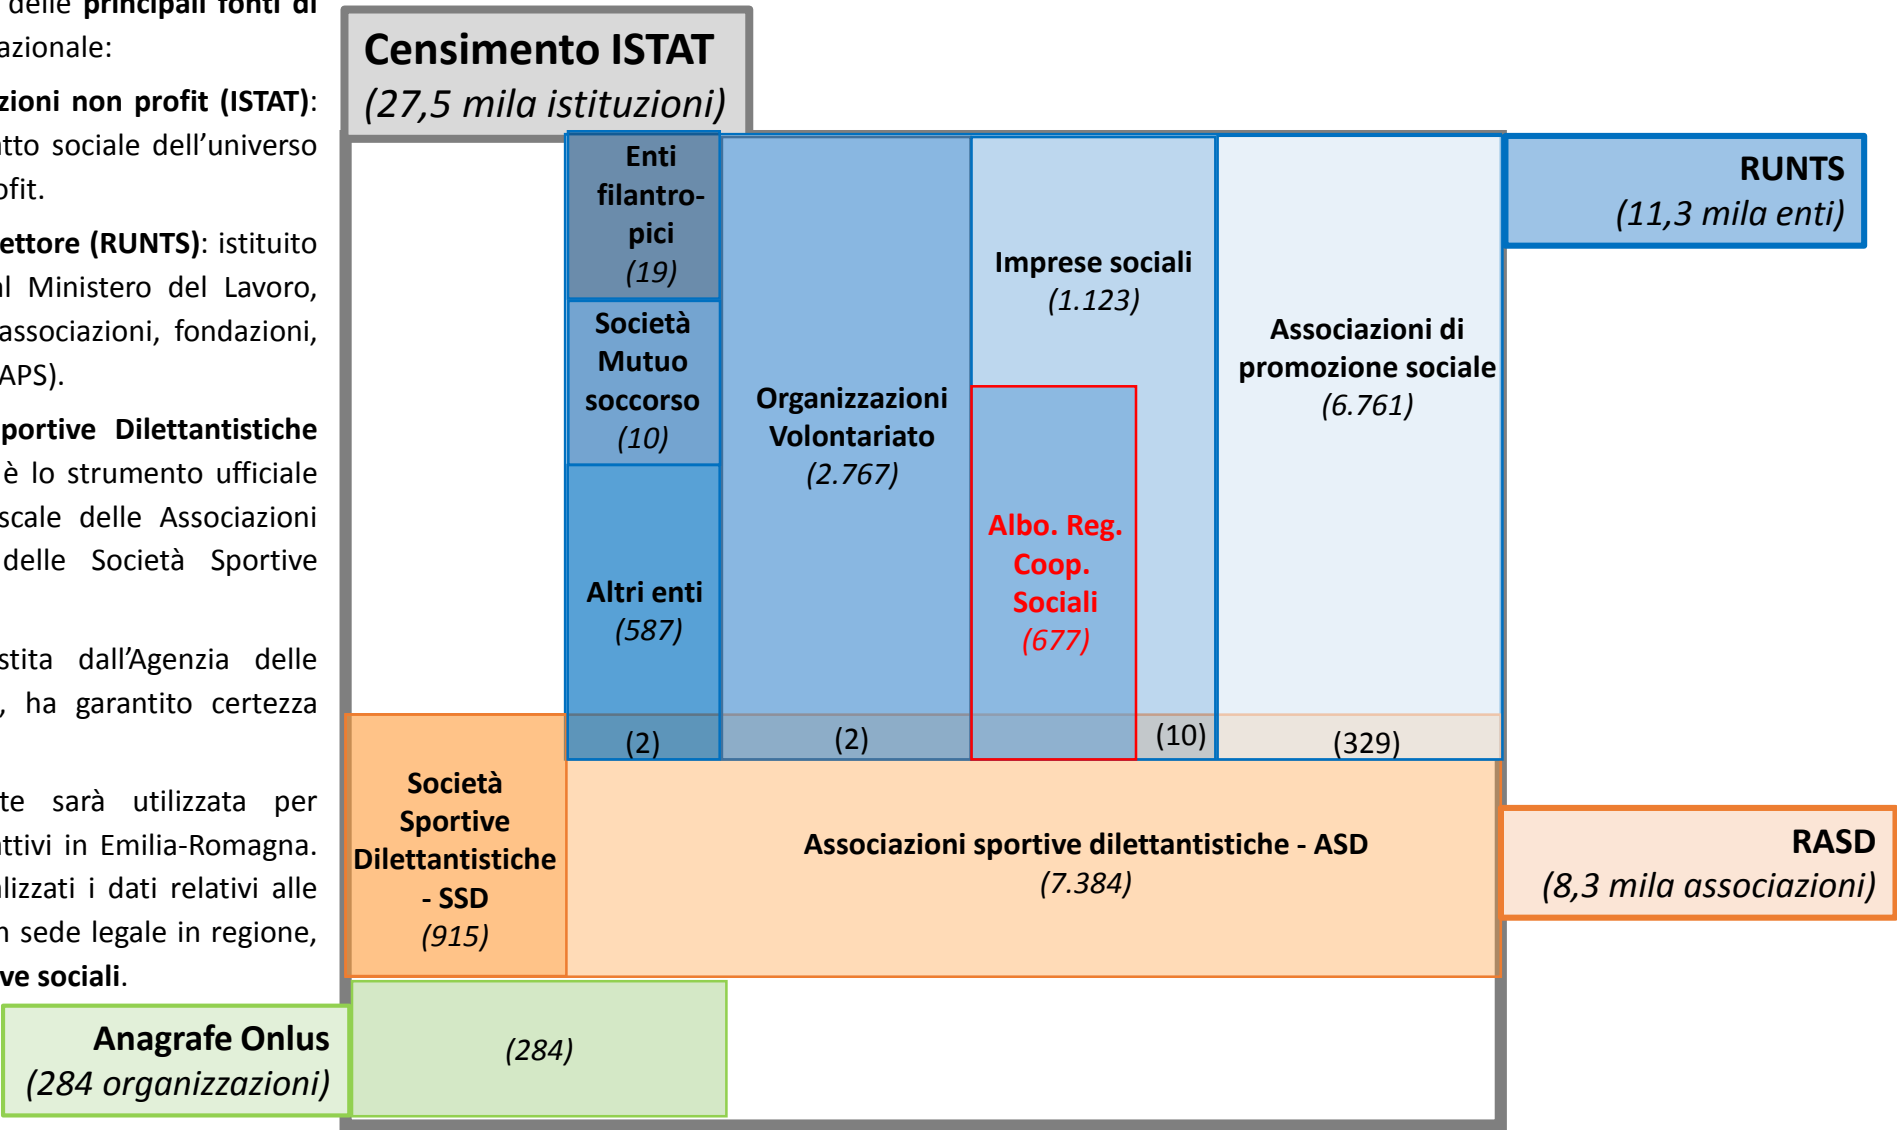 delle principali fonti di
azionale:
zioni non profit (ISTAT):
atto sociale dell'universo
ofit.
ettore (RUNTS): istituito
al Ministero del Lavoro,
associazioni, fondazioni,
APS).
portive Dilettantistiche
è lo strumento ufficiale
scale delle Associazioni
delle Società Sportive
stita dall'Agenzia delle
, ha garantito certezza
te sarà utilizzata per
attivi in Emilia-Romagna.
alizzati i dati relativi alle
n sede legale in regione,
ve sociali.
Censimento ISTAT
(27,5 mila istituzioni)
Enti
filantro-
pici
(19)
Società
Mutuo
soccorso
(10)
Altri enti
(587)
(2)
Organizzazioni
Volontariato
(2.767)
(2)
Imprese sociali
(1.123)
Albo. Reg.
Coop.
Sociali
(677)
(10)
Associazioni di
promozione sociale
(6.761)
(329)
RUNTS
(11,3 mila enti)
Società
Sportive
Dilettantistiche
- SSD
(915)
Associazioni sportive dilettantistiche - ASD
(7.384)
RASD
(8,3 mila associazioni)
Anagrafe Onlus
(284 organizzazioni)
(284)